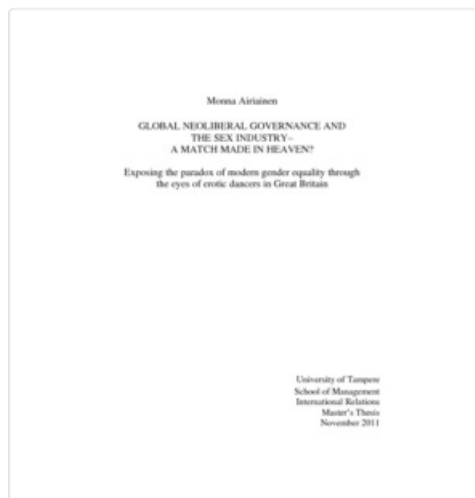 Monna Airiainen
GLOBAL NEOLIBERAL GOVERNANCE AND
THE SEX INDUSTRY–
A MATCH MADE IN HEAVEN?
Exposing the paradox of modern gender equality through
the eyes of erotic dancers in Great Britain
University of Tampere
School of Management
International Relations
Master's Thesis
November 2011